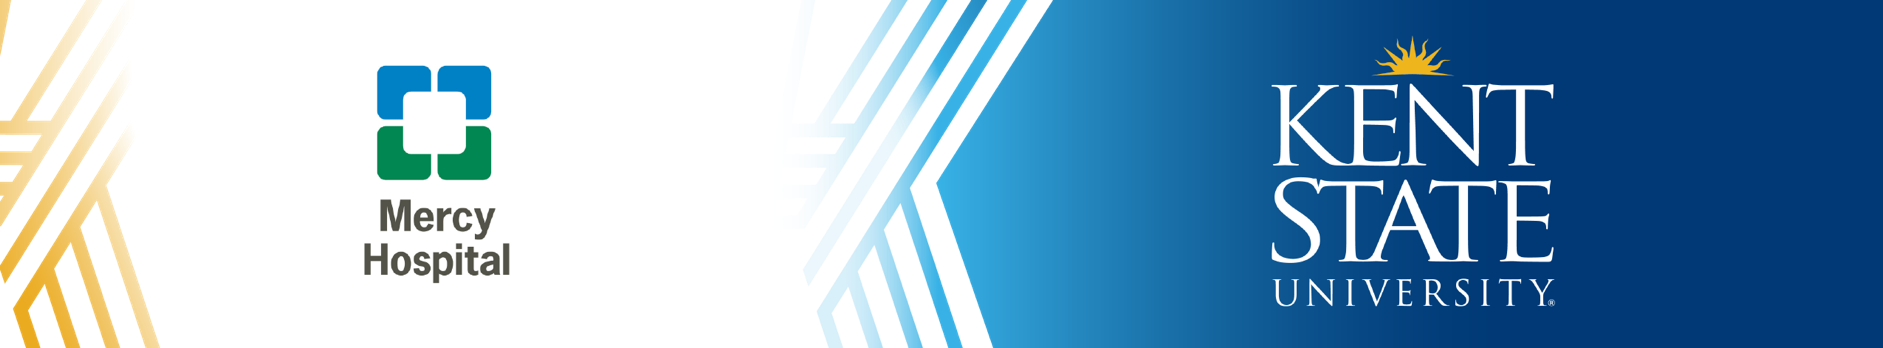 Mercy
Hospital
KENT
STATE
UNIVERSITY®